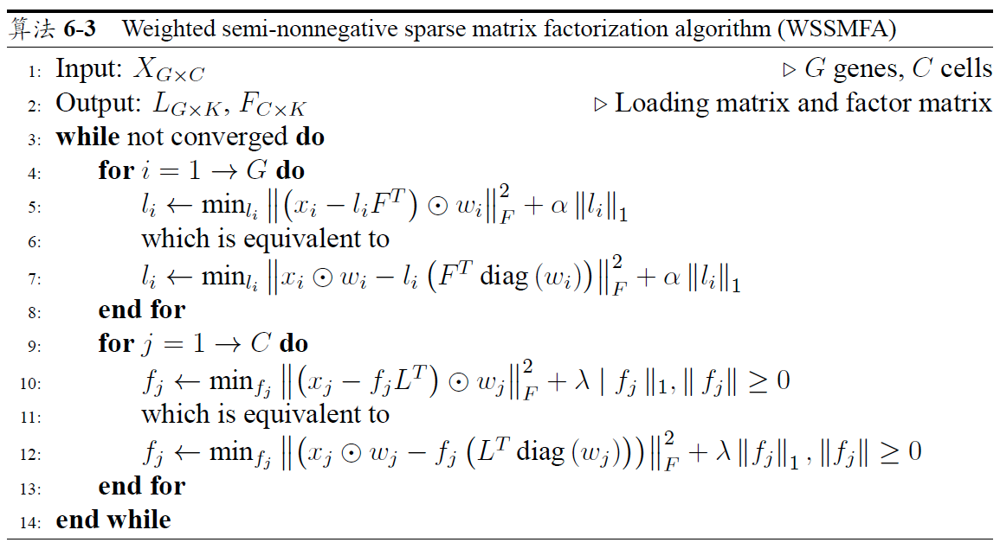 算法 6-3 Weighted semi-nonnegative sparse matrix factorization algorithm (WSSMFA)
1: Input: $X_{G\times C}$ ▷ $G$ genes, $C$ cells
2: Output: $L_{G\times K}$, $F_{C\times K}$ ▷ Loading matrix and factor matrix
3: while not converged do
4: for $i = 1 \rightarrow G$ do
5: $l_i \leftarrow \min_{l_i} \left\|\left(x_i - l_i F^T\right) \odot w_i\right\|_F^2 + \alpha \left\|l_i\right\|_1$
6: which is equivalent to
7: $l_i \leftarrow \min_{l_i} \left\|x_i \odot w_i - l_i \left(F^T \operatorname{diag}\left(w_i\right)\right)\right\|_F^2 + \alpha \left\|l_i\right\|_1$
8: end for
9: for $j = 1 \rightarrow C$ do
10: $f_j \leftarrow \min_{f_j} \left\|\left(x_j - f_j L^T\right) \odot w_j\right\|_F^2 + \lambda \mid f_j \|_1, \| f_j \| \geq 0$
11: which is equivalent to
12: $f_j \leftarrow \min_{f_j} \left\|\left(x_j \odot w_j - f_j \left(L^T \operatorname{diag}\left(w_j\right)\right)\right)\right\|_F^2 + \lambda \left\|f_j\right\|_1, \left\|f_j\right\| \geq 0$
13: end for
14: end while